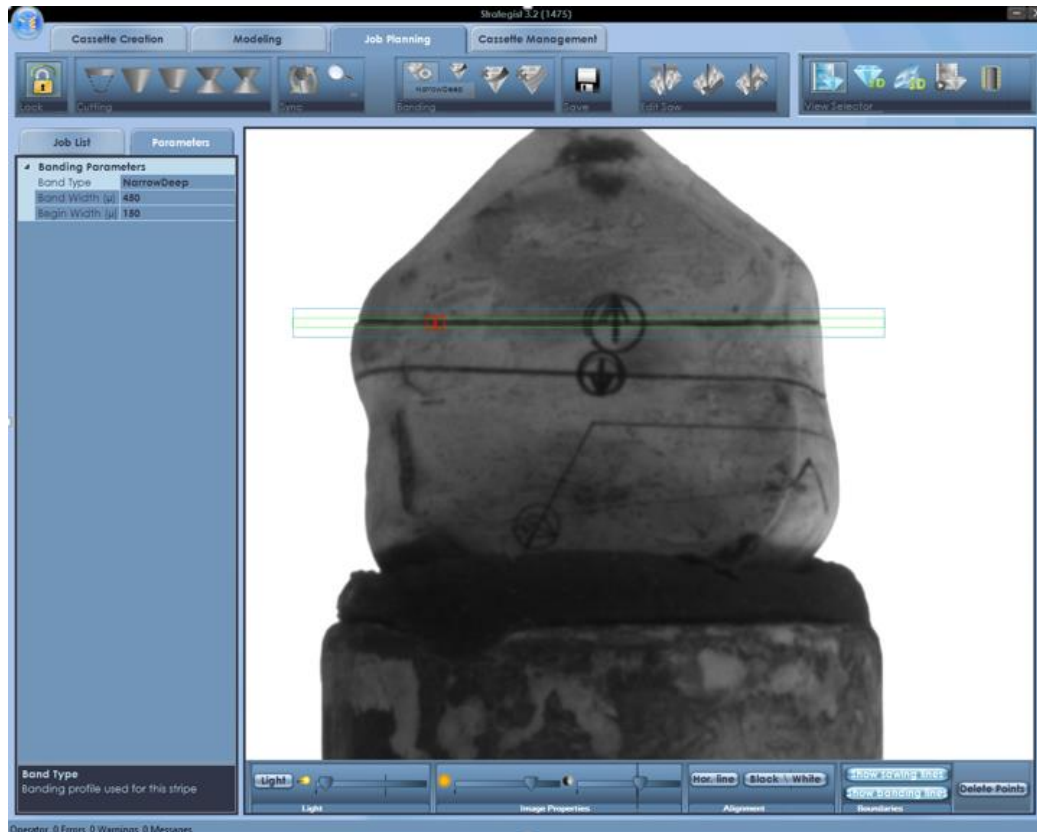 Strategist 3.2 (1475)
Cassette Creation
Modeling
Job Planning
Cassette Management
Lock
Cutting
Sync
NarrowDeep
Banding
Save
Edit Saw
View Selector
Job List
Parameters
Banding Parameters
Band Type NarrowDeep
Band Width (µ) 450
Begin Width (µ) 150
Band Type
Banding profile used for this stripe
Light
Light
Image Properties
Hor. line
Black \ White
Alignment
Show sawing lines
Show banding lines
Boundaries
Delete Points
Operator, 0 Errors, 0 Warnings, 0 Messages